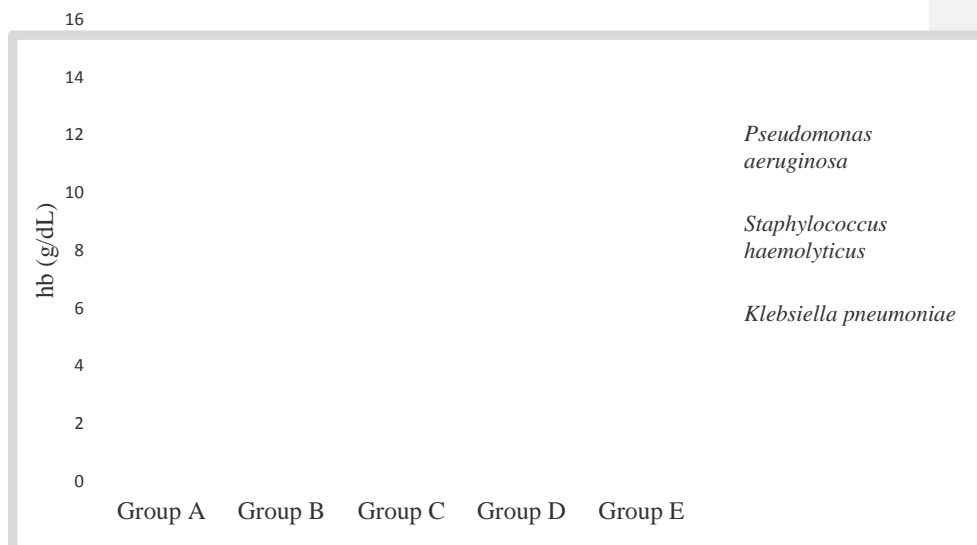 16
14
12
10
8
6
4
2
0
hb (g/dL)
Group A Group B Group C Group D Group E
Pseudomonas
aeruginosa
Staphylococcus
haemolyticus
Klebsiella pneumoniae